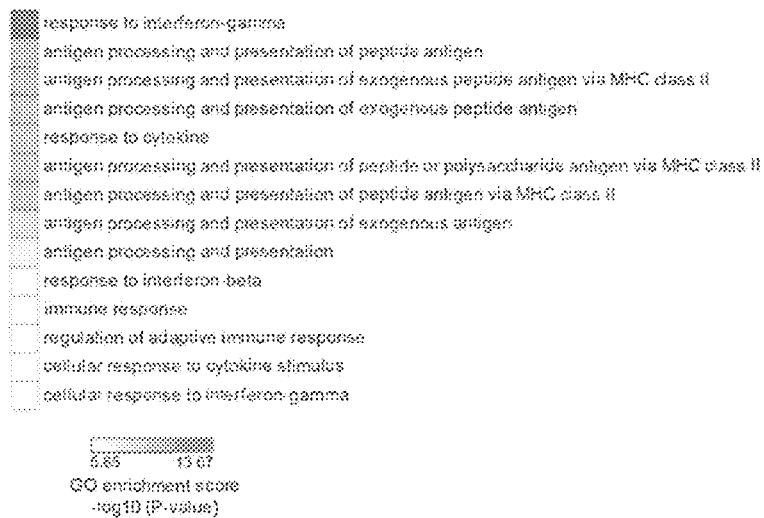 response to interferon-gamma
antigen processing and presentation of peptide antigen
antigen processing and presentation of exogenous peptide antigen via MHC class II
antigen processing and presentation of exogenous peptide antigen
response to cytokine
antigen processing and presentation of peptide or polysaccharide antigen via MHC class II
antigen processing and presentation of peptide antigen via MHC class II
antigen processing and presentation of exogenous antigen
antigen processing and presentation
response to interferon-beta
immune response
regulation of adaptive immune response
cellular response to cytokine stimulus
cellular response to interferon-gamma
5.65 13.67
GO enrichment score
-log10 (P-value)